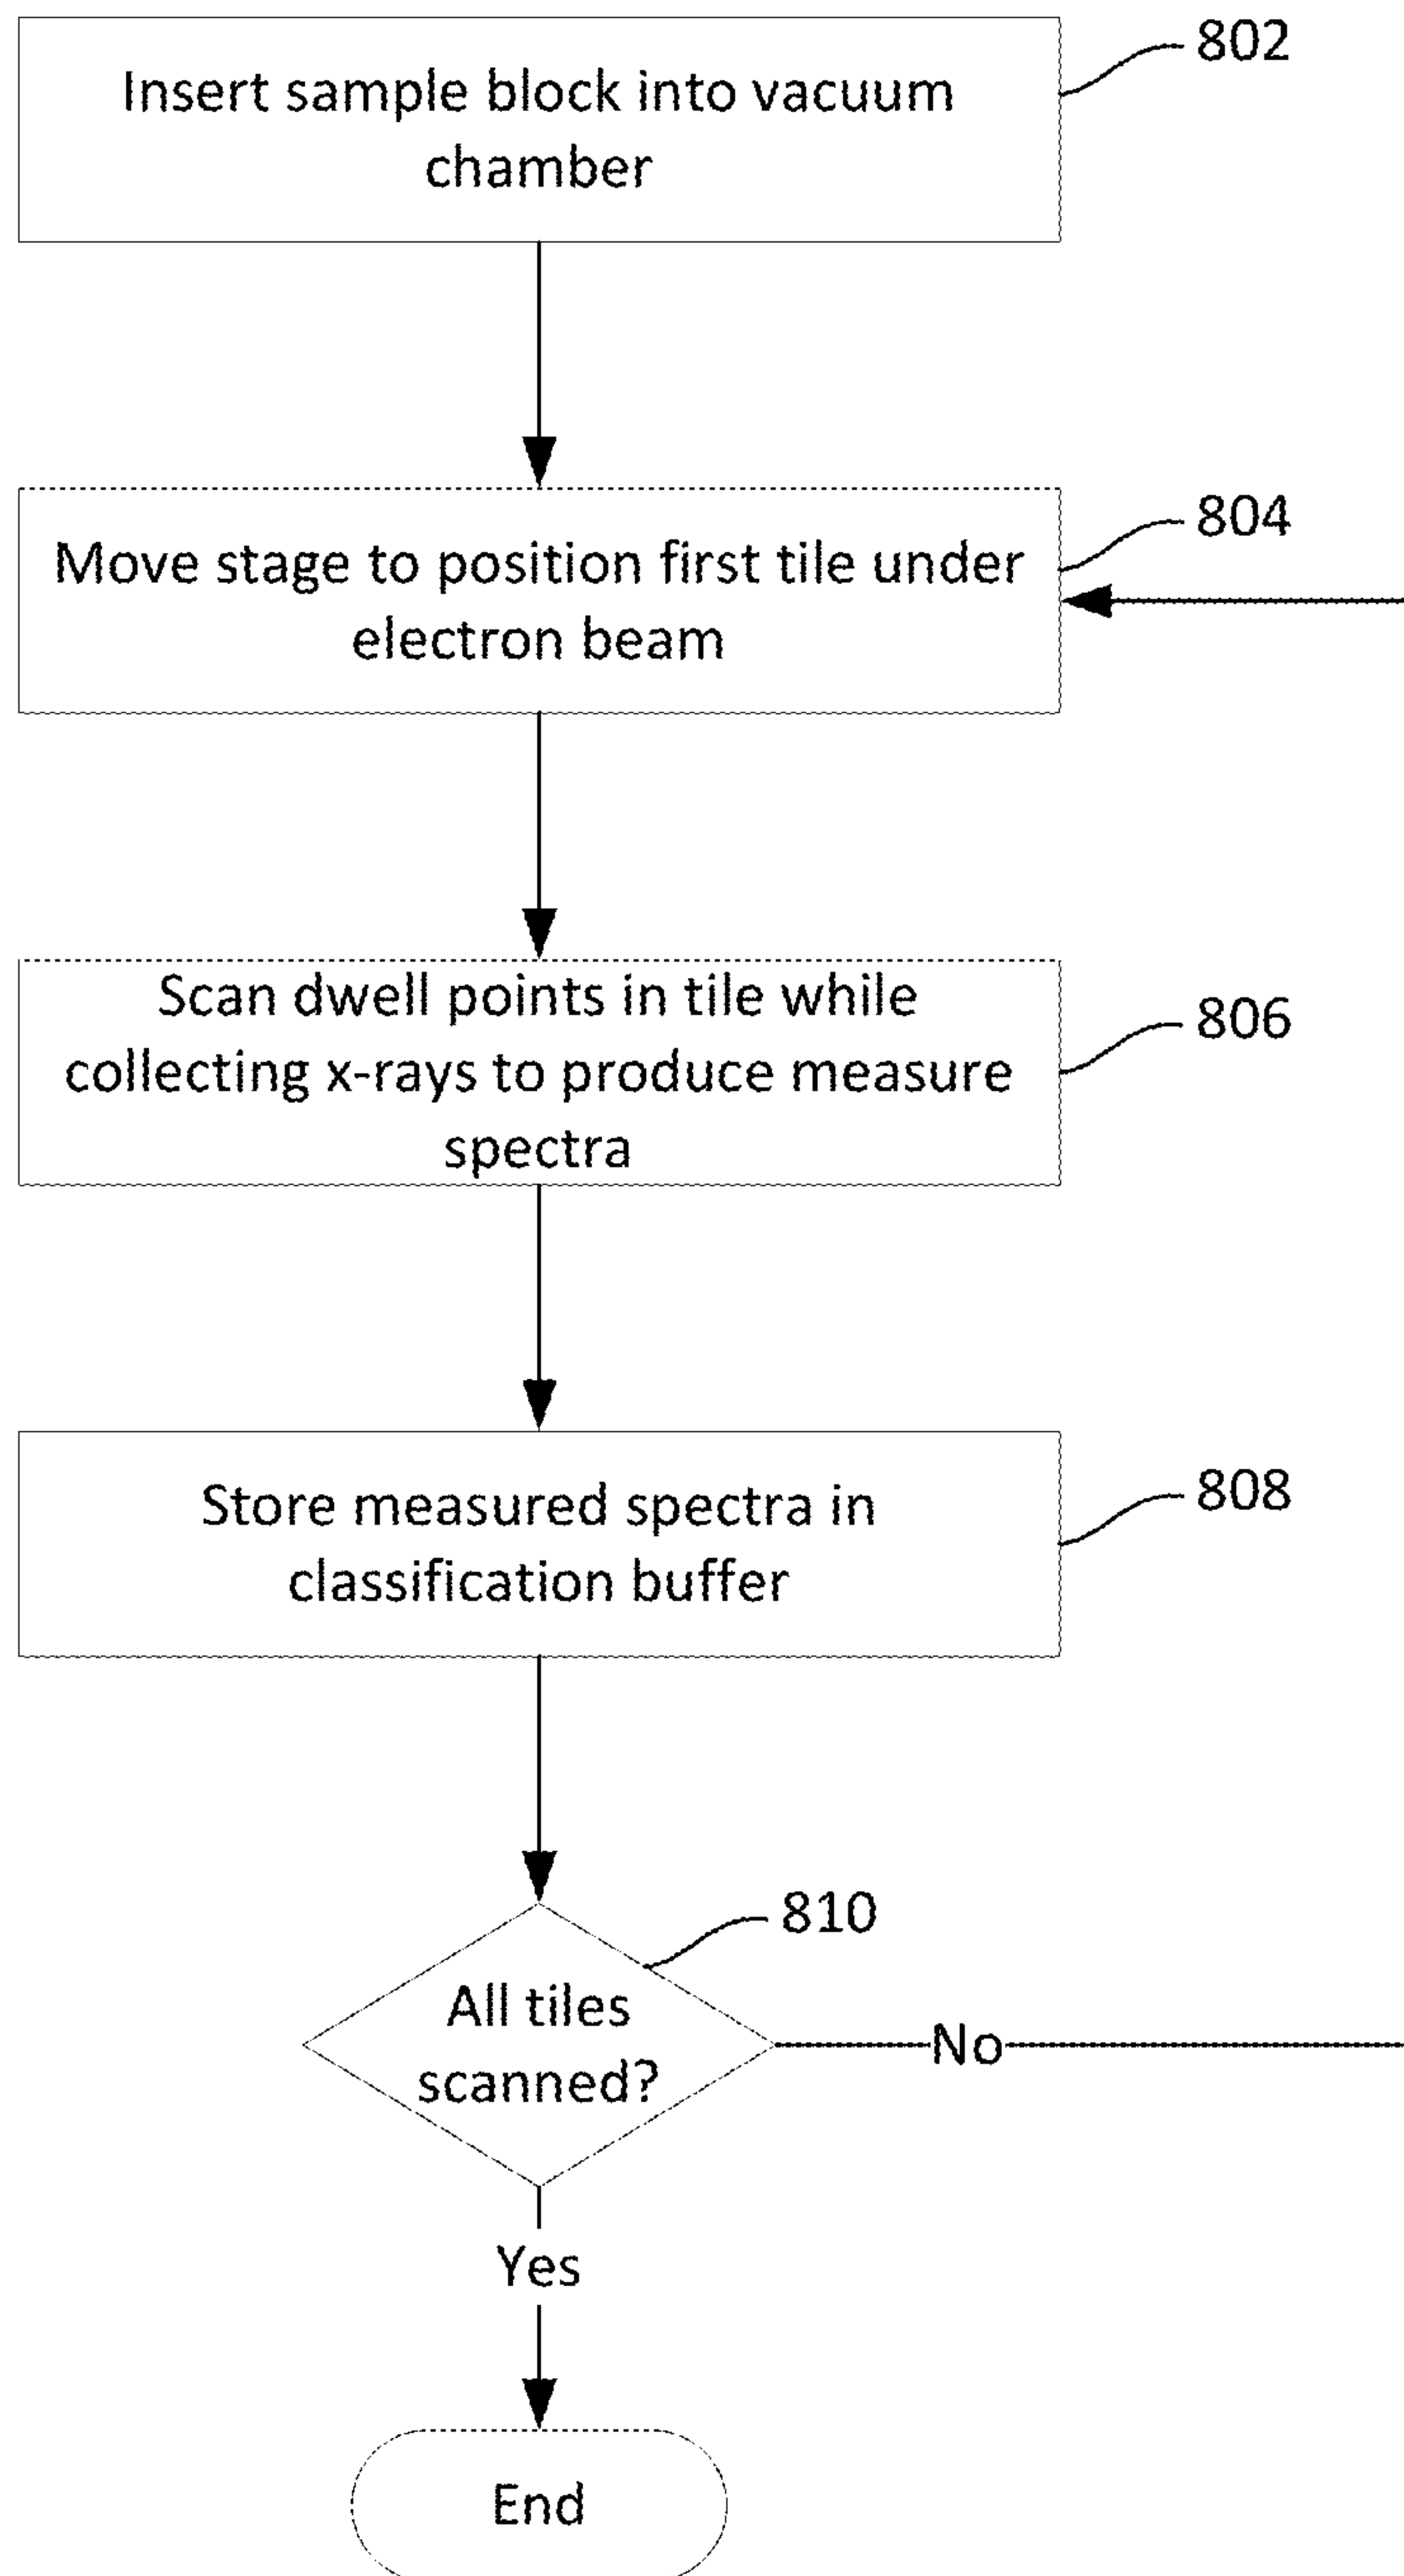 Insert sample block into vacuum
chamber
802
Move stage to position first tile under
electron beam
804
Scan dwell points in tile while
collecting x-rays to produce measure
spectra
806
Store measured spectra in
classification buffer
808
810
All tiles
scanned?
No
Yes
End